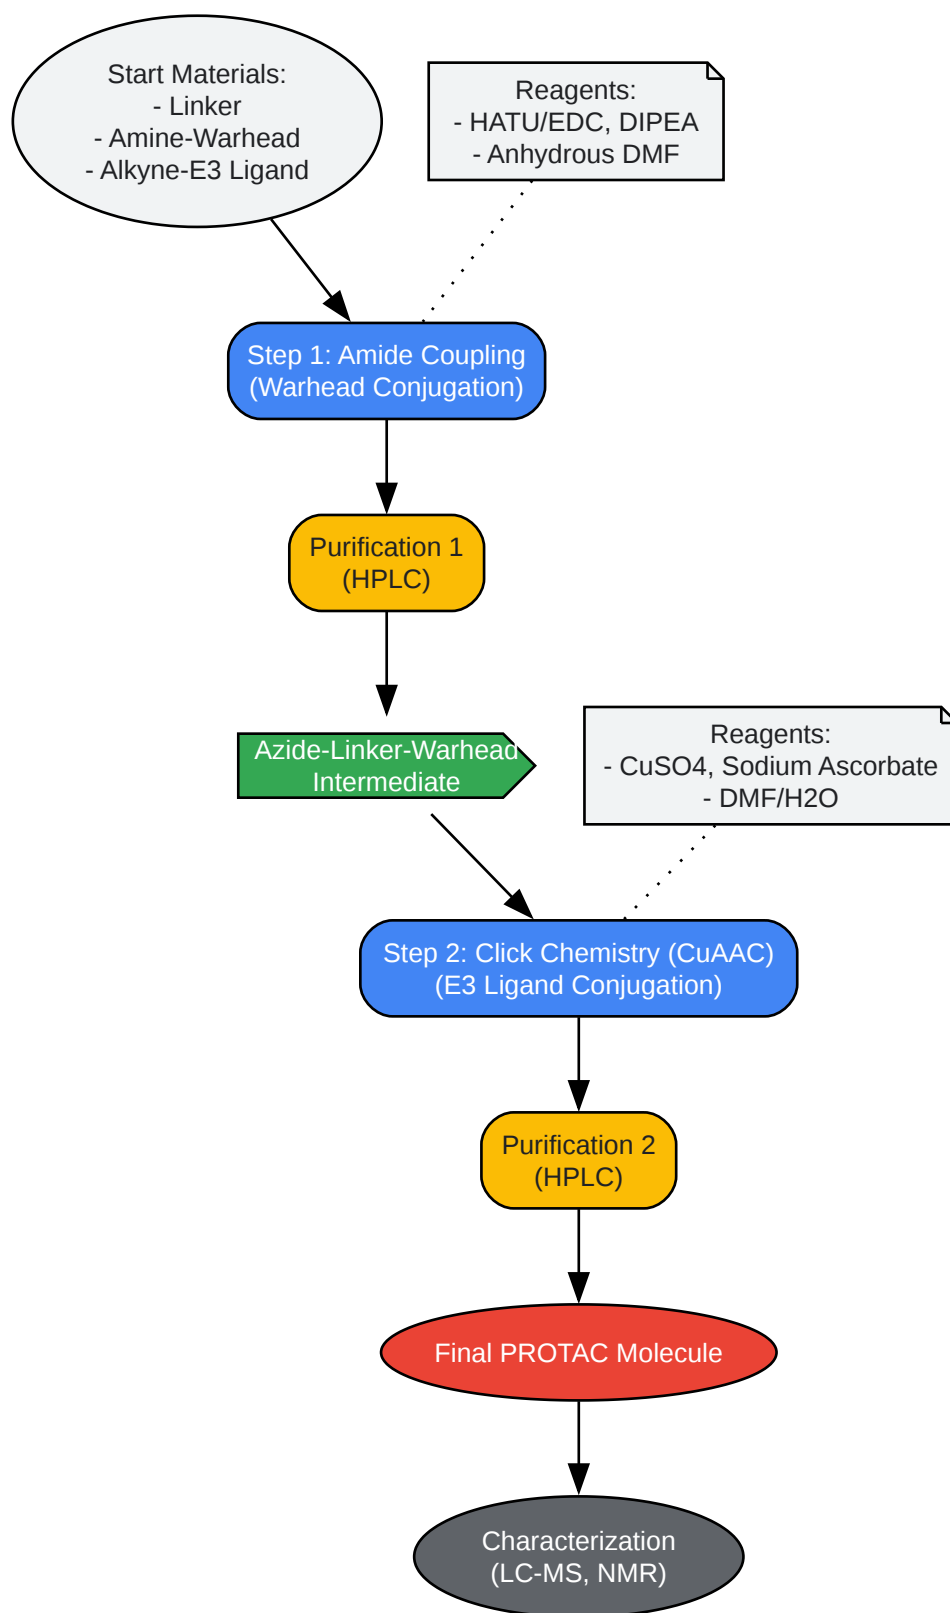 Start Materials:
- Linker
- Amine-Warhead
- Alkyne-E3 Ligand
Reagents:
- HATU/EDC, DIPEA
- Anhydrous DMF
Step 1: Amide Coupling
(Warhead Conjugation)
Purification 1
(HPLC)
Azide-Linker-Warhead
Intermediate
Reagents:
- CuSO4, Sodium Ascorbate
- DMF/H2O
Step 2: Click Chemistry (CuAAC)
(E3 Ligand Conjugation)
Purification 2
(HPLC)
Final PROTAC Molecule
Characterization
(LC-MS, NMR)